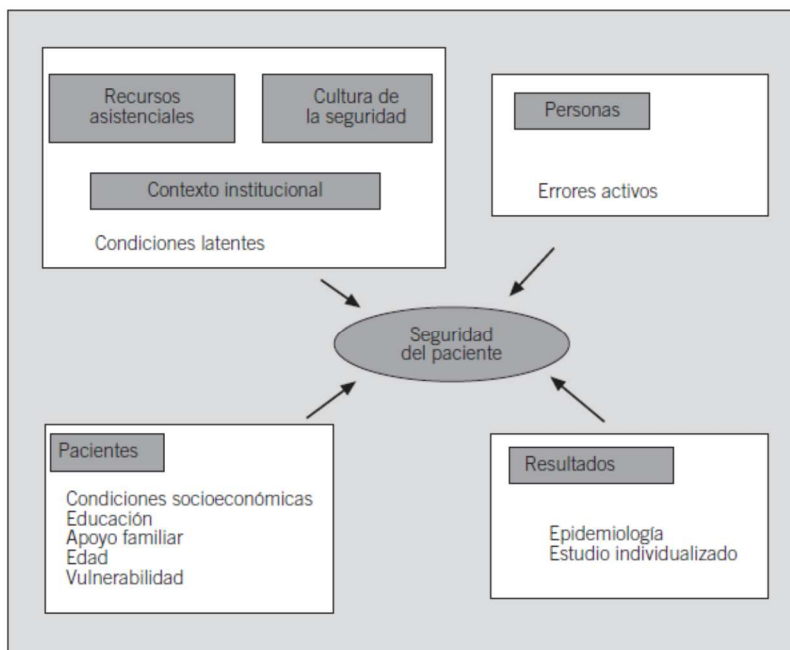 Recursos
asistenciales
Cultura de
la seguridad
Contexto institucional
Condiciones latentes
Personas
Errores activos
Seguridad
del paciente
Pacientes
Condiciones socioeconómicas
Educación
Apoyo familiar
Edad
Vulnerabilidad
Resultados
Epidemiología
Estudio individualizado